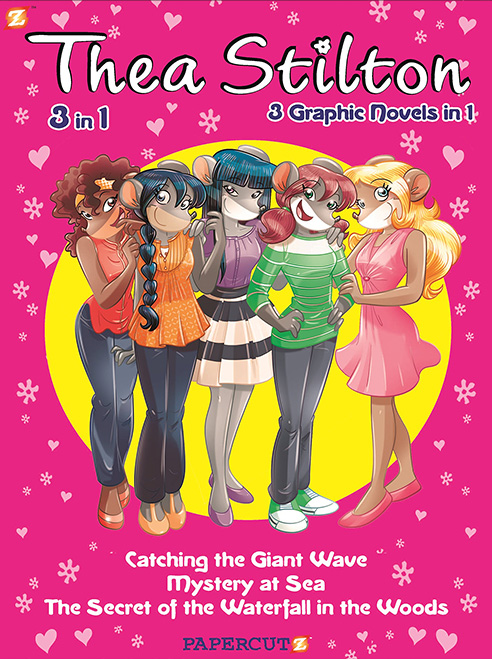 Z
Thea Stilton
3 in 1
3 Graphic Novels in 1
Catching the Giant Wave
Mystery at Sea
The Secret of the Waterfall in the Woods
PAPERCUTZ